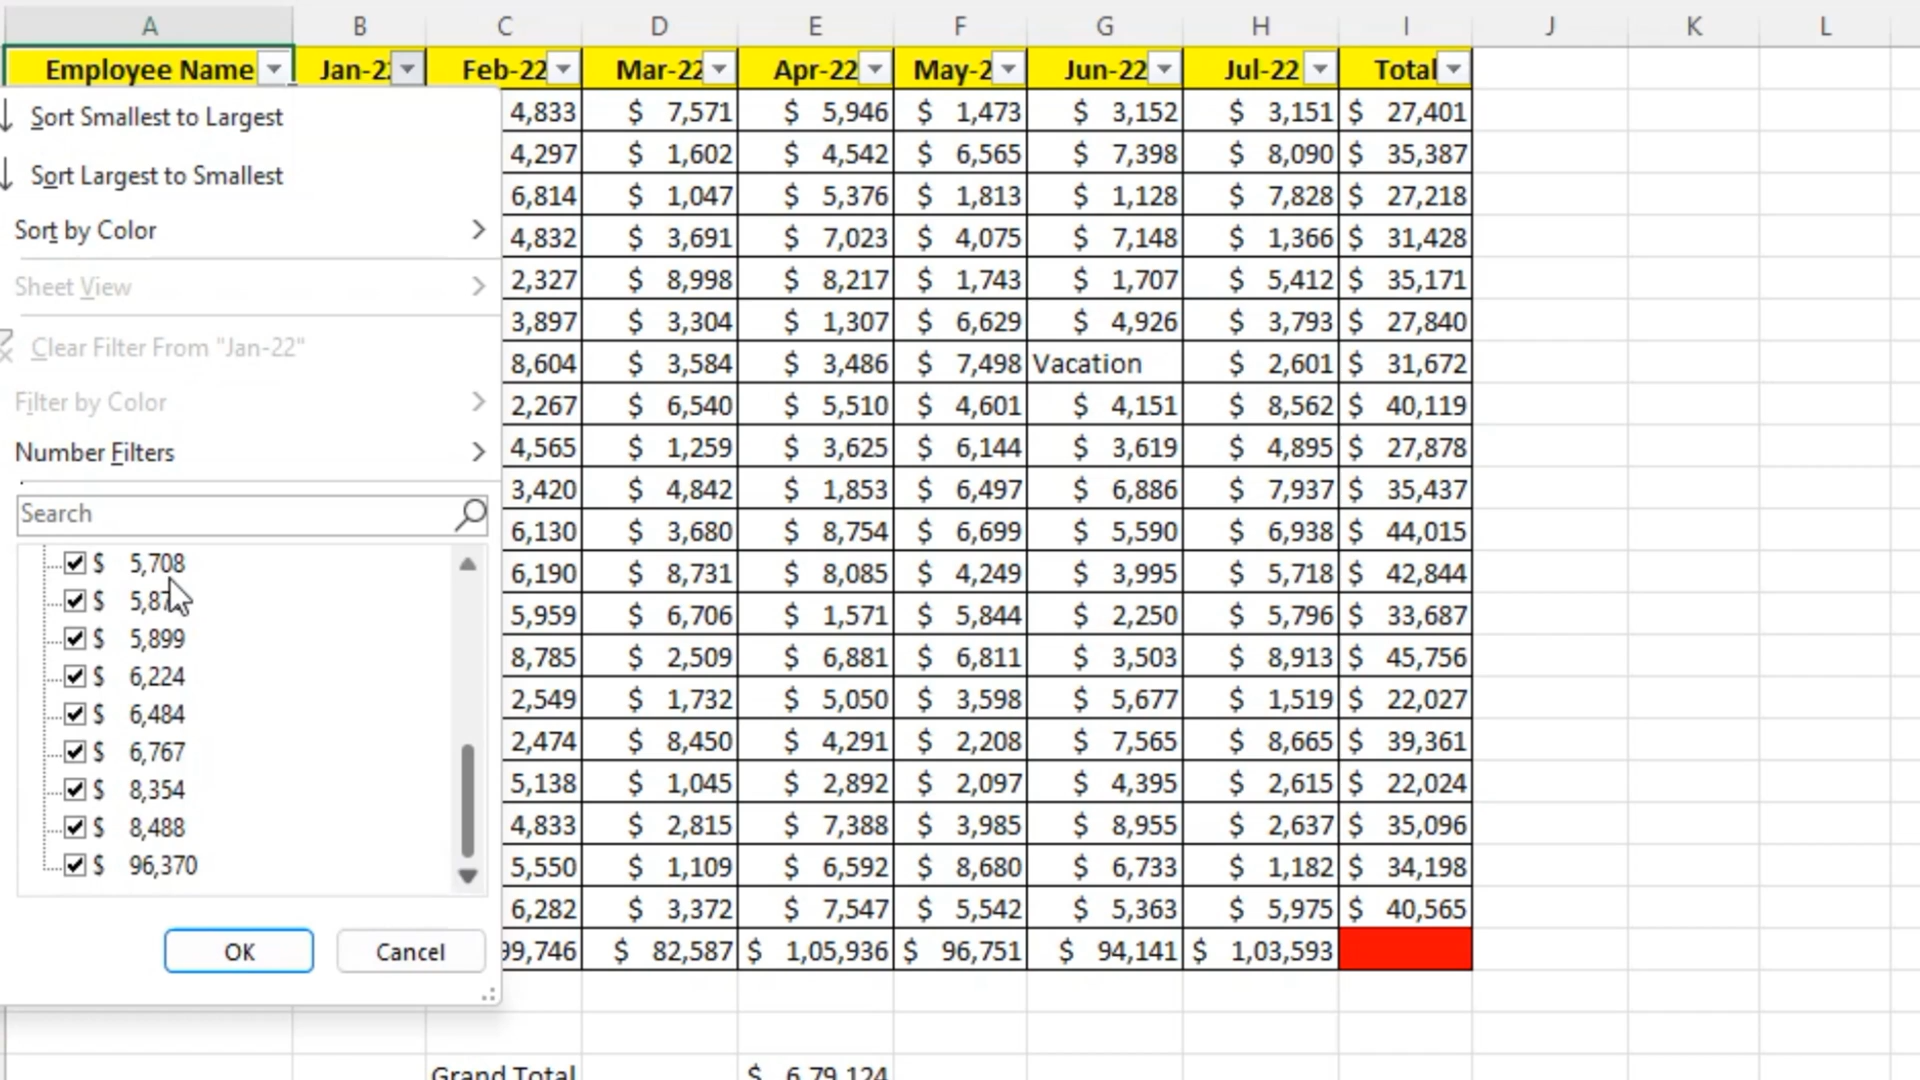 A B C D E F G H I J K L
Employee Name Jan-22 Feb-22 Mar-22 Apr-22 May-2 Jun-22 Jul-22 Total
Sort Smallest to Largest
Sort Largest to Smallest
Sort by Color
Sheet View
Clear Filter From "Jan-22"
Filter by Color
Number Filters
Search
$ 5,708
$ 5,87
$ 5,899
$ 6,224
$ 6,484
$ 6,767
$ 8,354
$ 8,488
$ 96,370
OK Cancel
4,833 $ 7,571 $ 5,946 $ 1,473 $ 3,152 $ 3,151 $ 27,401
4,297 $ 1,602 $ 4,542 $ 6,565 $ 7,398 $ 8,090 $ 35,387
6,814 $ 1,047 $ 5,376 $ 1,813 $ 1,128 $ 7,828 $ 27,218
4,832 $ 3,691 $ 7,023 $ 4,075 $ 7,148 $ 1,366 $ 31,428
2,327 $ 8,998 $ 8,217 $ 1,743 $ 1,707 $ 5,412 $ 35,171
3,897 $ 3,304 $ 1,307 $ 6,629 $ 4,926 $ 3,793 $ 27,840
8,604 $ 3,584 $ 3,486 $ 7,498 Vacation $ 2,601 $ 31,672
2,267 $ 6,540 $ 5,510 $ 4,601 $ 4,151 $ 8,562 $ 40,119
4,565 $ 1,259 $ 3,625 $ 6,144 $ 3,619 $ 4,895 $ 27,878
3,420 $ 4,842 $ 1,853 $ 6,497 $ 6,886 $ 7,937 $ 35,437
6,130 $ 3,680 $ 8,754 $ 6,699 $ 5,590 $ 6,938 $ 44,015
6,190 $ 8,731 $ 8,085 $ 4,249 $ 3,995 $ 5,718 $ 42,844
5,959 $ 6,706 $ 1,571 $ 5,844 $ 2,250 $ 5,796 $ 33,687
8,785 $ 2,509 $ 6,881 $ 6,811 $ 3,503 $ 8,913 $ 45,756
2,549 $ 1,732 $ 5,050 $ 3,598 $ 5,677 $ 1,519 $ 22,027
2,474 $ 8,450 $ 4,291 $ 2,208 $ 7,565 $ 8,665 $ 39,361
5,138 $ 1,045 $ 2,892 $ 2,097 $ 4,395 $ 2,615 $ 22,024
4,833 $ 2,815 $ 7,388 $ 3,985 $ 8,955 $ 2,637 $ 35,096
5,550 $ 1,109 $ 6,592 $ 8,680 $ 6,733 $ 1,182 $ 34,198
6,282 $ 3,372 $ 7,547 $ 5,542 $ 5,363 $ 5,975 $ 40,565
99,746 $ 82,587 $ 1,05,936 $ 96,751 $ 94,141 $ 1,03,593
Grand Total $ 6,79,124